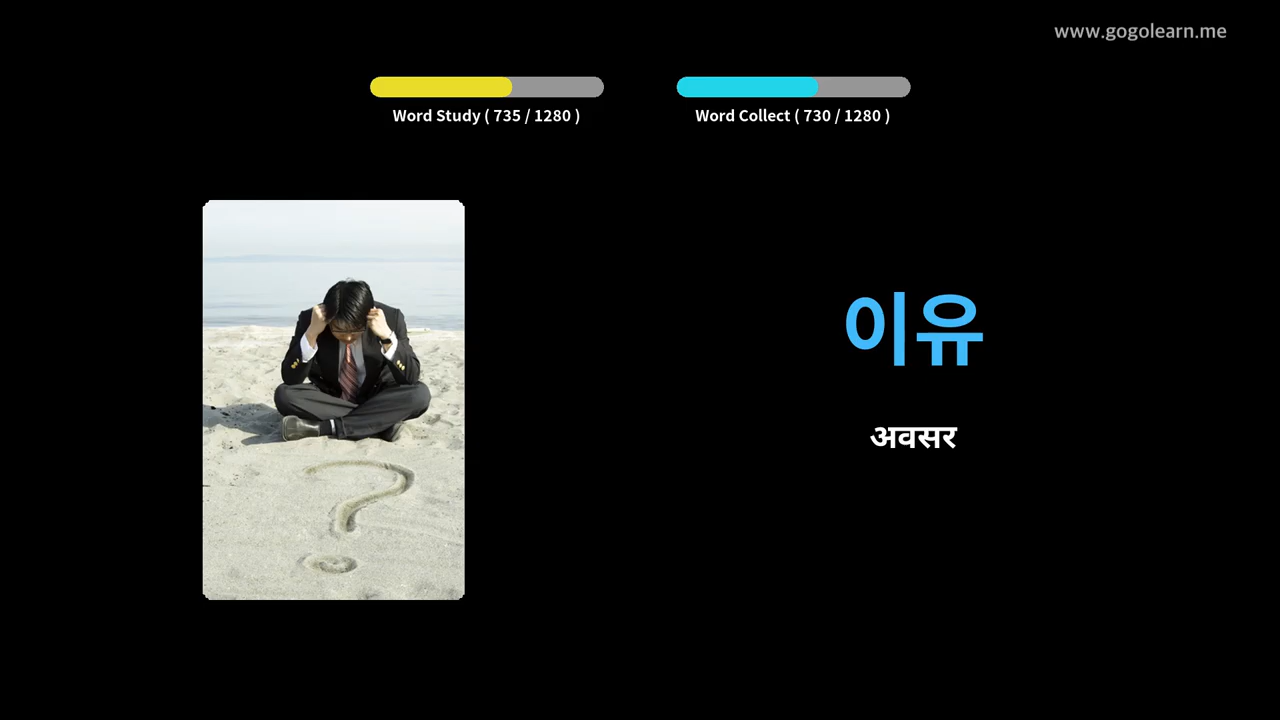 www.gogolearn.me
Word Study ( 735 / 1280 )
Word Collect ( 730 / 1280 )
이유
अवसर
?